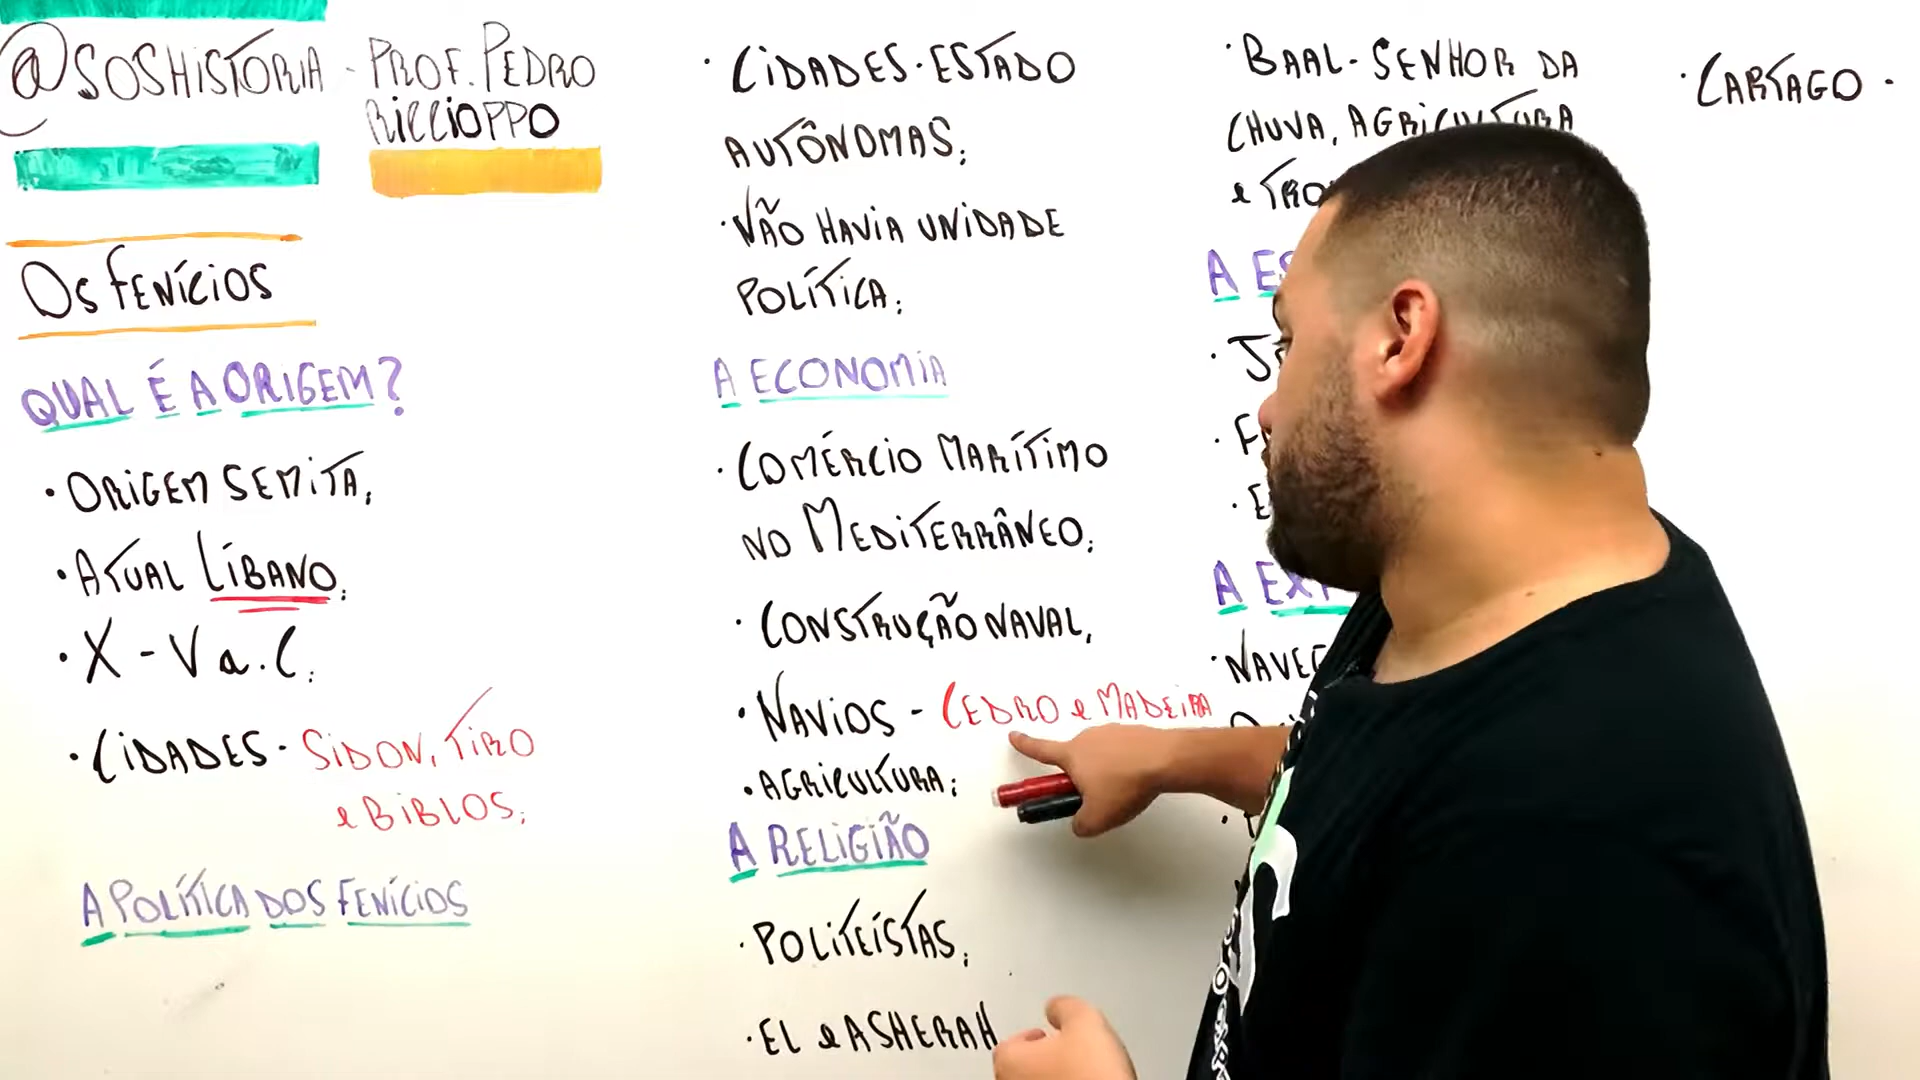 @SOSHISTORIA - PROF. PEDRO
RICCIOPPO
OS FENÍCIOS
QUAL É A ORIGEM?
• ORIGEM SEMITA;
• ATUAL LÍBANO;
• X - V a.C;
• CIDADES - SIDON, TIRO
e BIBLOS;
A POLÍTICA DOS FENÍCIOS
• CIDADES-ESTADO
AUTÔNOMAS;
• NÃO HAVIA UNIDADE
POLÍTICA;
A ECONOMIA
• COMÉRCIO MARÍTIMO
NO MEDITERRÂNEO;
• CONSTRUÇÃO NAVAL;
• NAVIOS - CEDRO e MADEIRA
• AGRICULTURA;
A RELIGIÃO
• POLITEÍSTAS;
• EL e ASHERAH
• BAAL - SENHOR DA
CHUVA, AGRICULTURA
e
A
A
• CARTAGO -